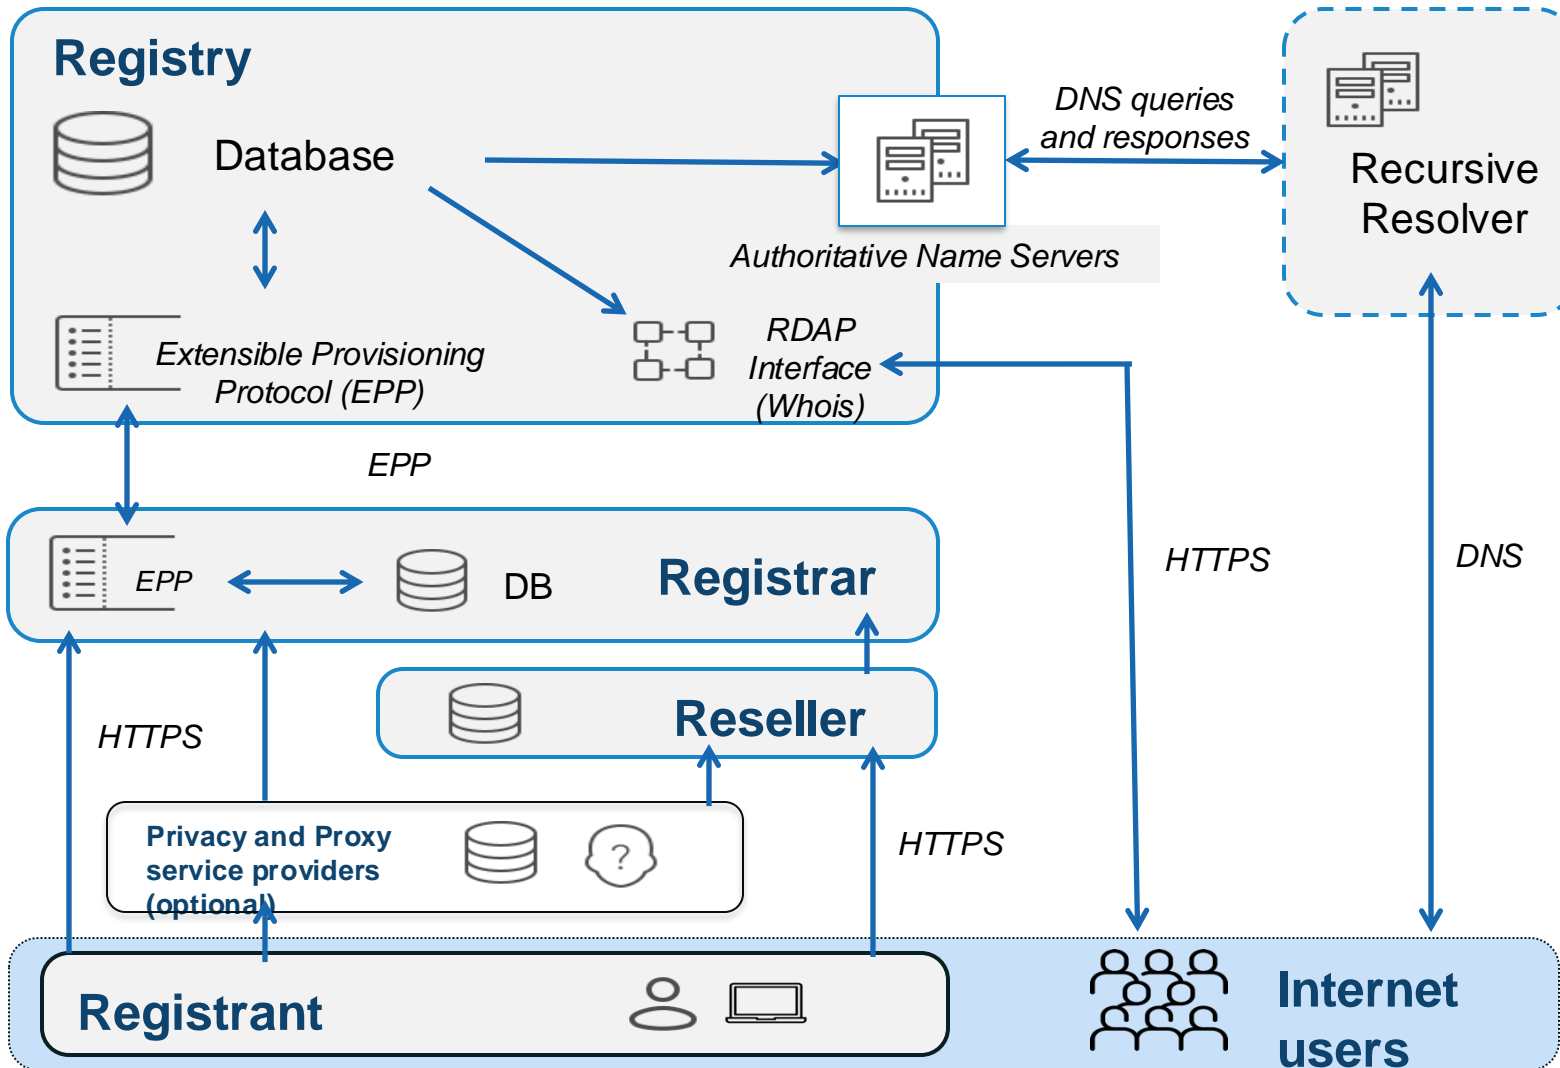 Registry
Database
DNS queries
and responses
Recursive
Resolver
Authoritative Name Servers
Extensible Provisioning
Protocol (EPP)
RDAP
Interface
(Whois)
EPP
EPP
DB
Registrar
HTTPS
DNS
Reseller
HTTPS
Privacy and Proxy
service providers
(optional)
?
HTTPS
Registrant
Internet
users